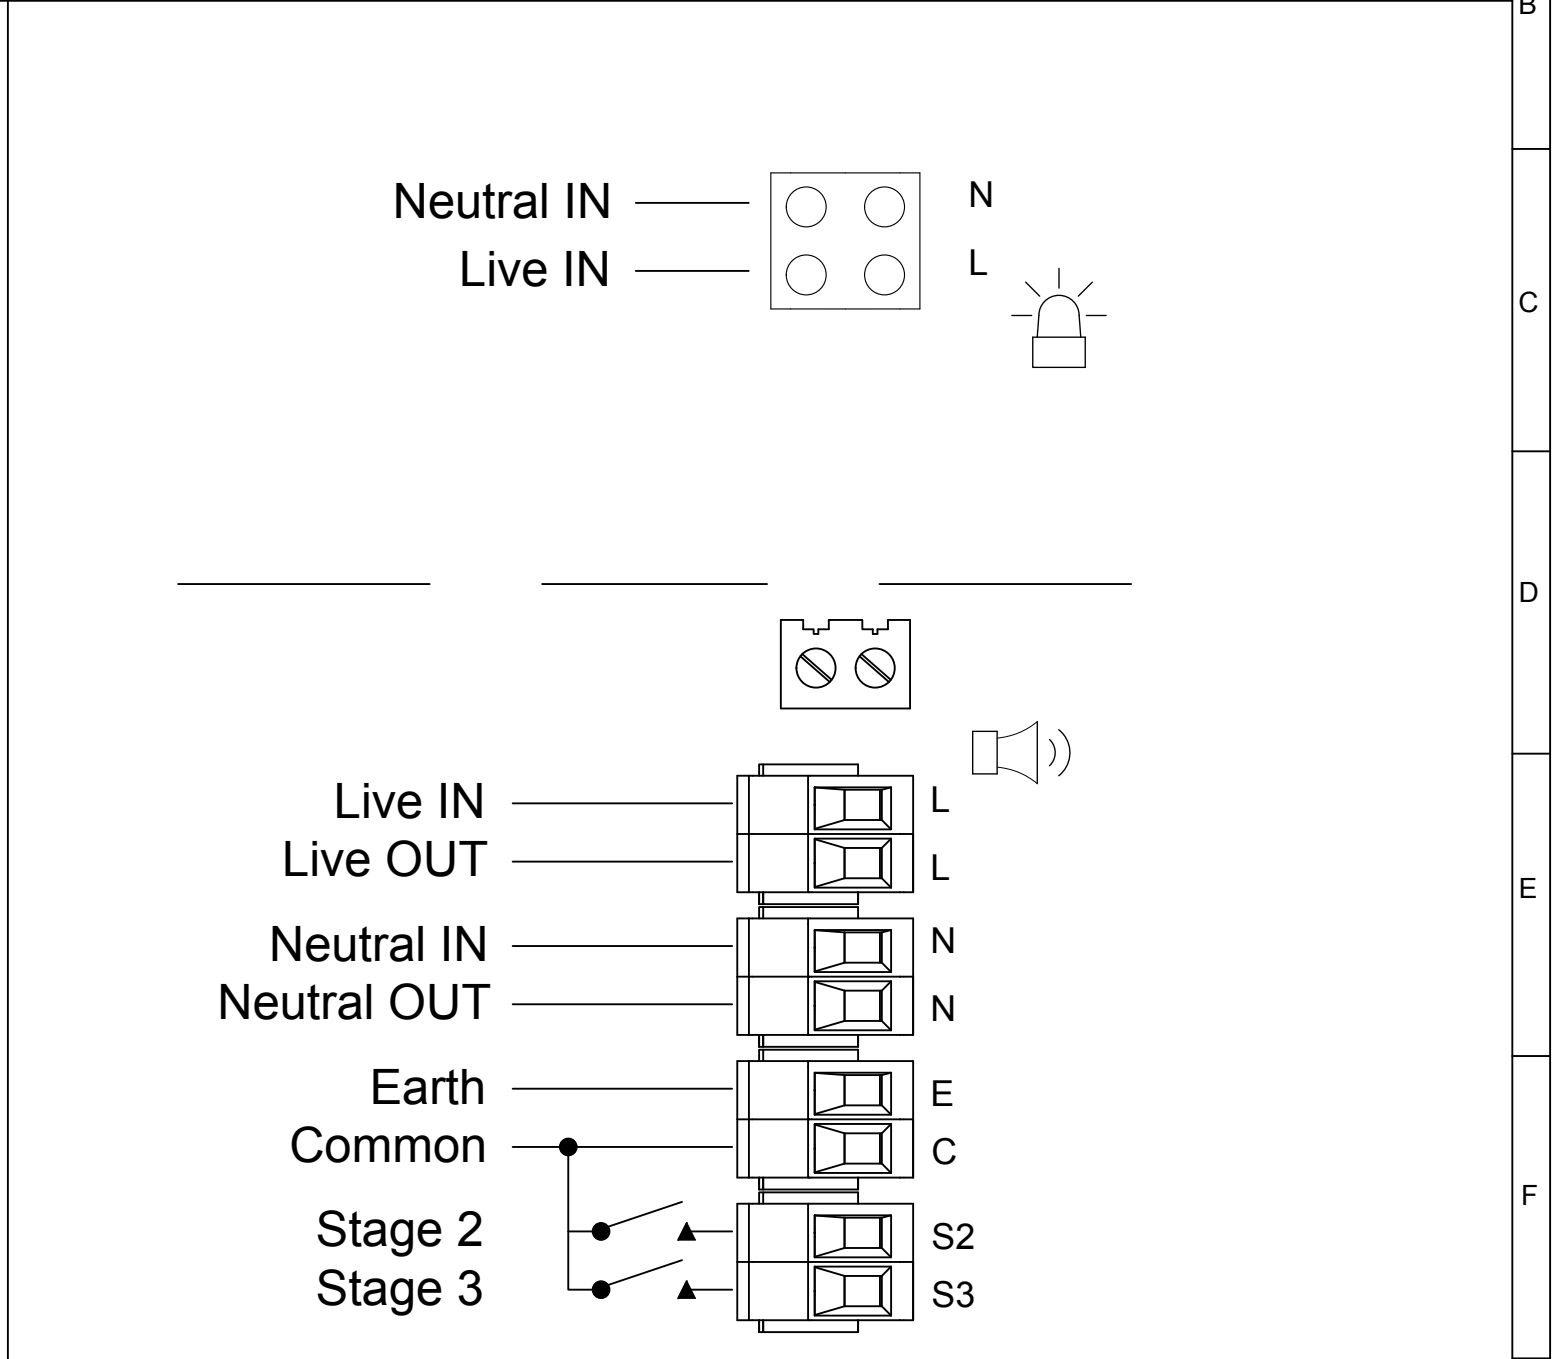 B
Neutral IN N
Live IN L
C
D
Live IN L
Live OUT L
E
Neutral IN N
Neutral OUT N
Earth E
Common C
F
Stage 2 S2
Stage 3 S3